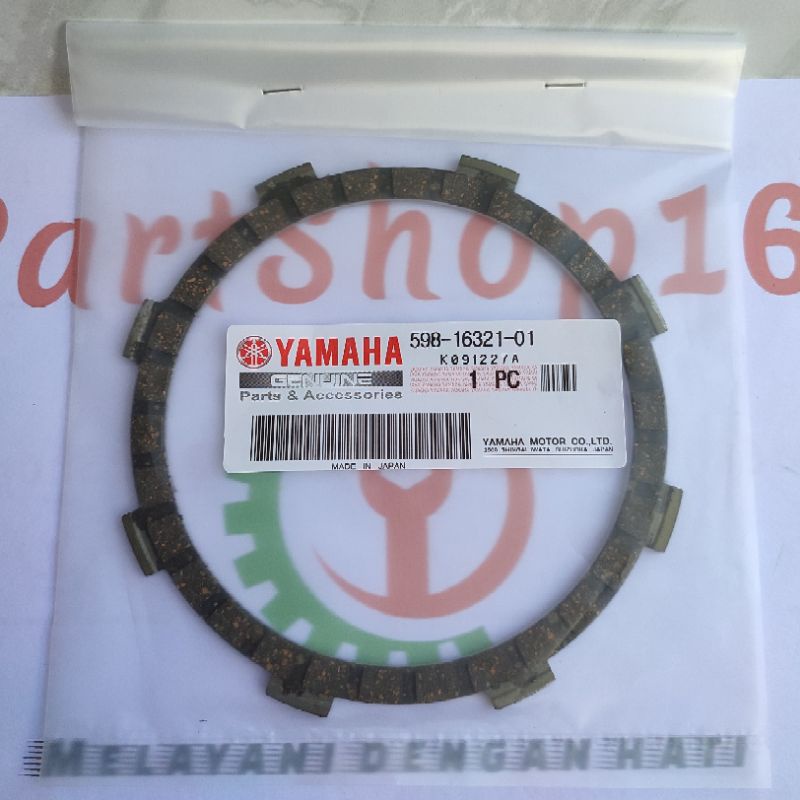 PartShop16
YAMAHA
598-16321-01
K091227A
GENUINE
Parts & Accessories
1 PC
YAMAHA MOTOR CO.,LTD.
MADE IN JAPAN
MELAYANI DENGAN HATI